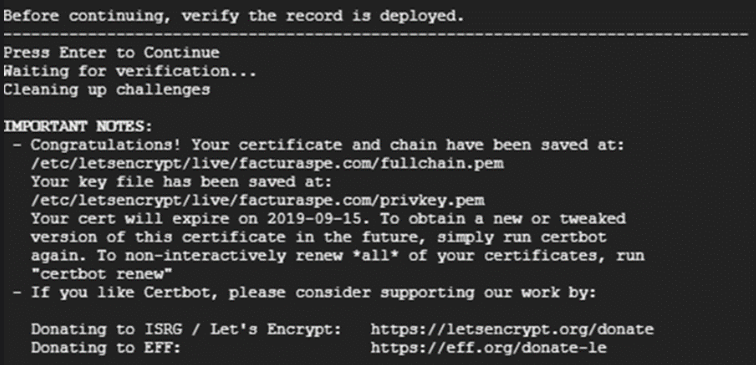 Before continuing, verify the record is deployed.
-------------------------------------------------------------------------------
Press Enter to Continue
Waiting for verification...
Cleaning up challenges
IMPORTANT NOTES:
- Congratulations! Your certificate and chain have been saved at:
/etc/letsencrypt/live/facturaspe.com/fullchain.pem
Your key file has been saved at:
/etc/letsencrypt/live/facturaspe.com/privkey.pem
Your cert will expire on 2019-09-15. To obtain a new or tweaked
version of this certificate in the future, simply run certbot
again. To non-interactively renew *all* of your certificates, run
"certbot renew"
- If you like Certbot, please consider supporting our work by:
Donating to ISRG / Let's Encrypt: https://letsencrypt.org/donate
Donating to EFF: https://eff.org/donate-le